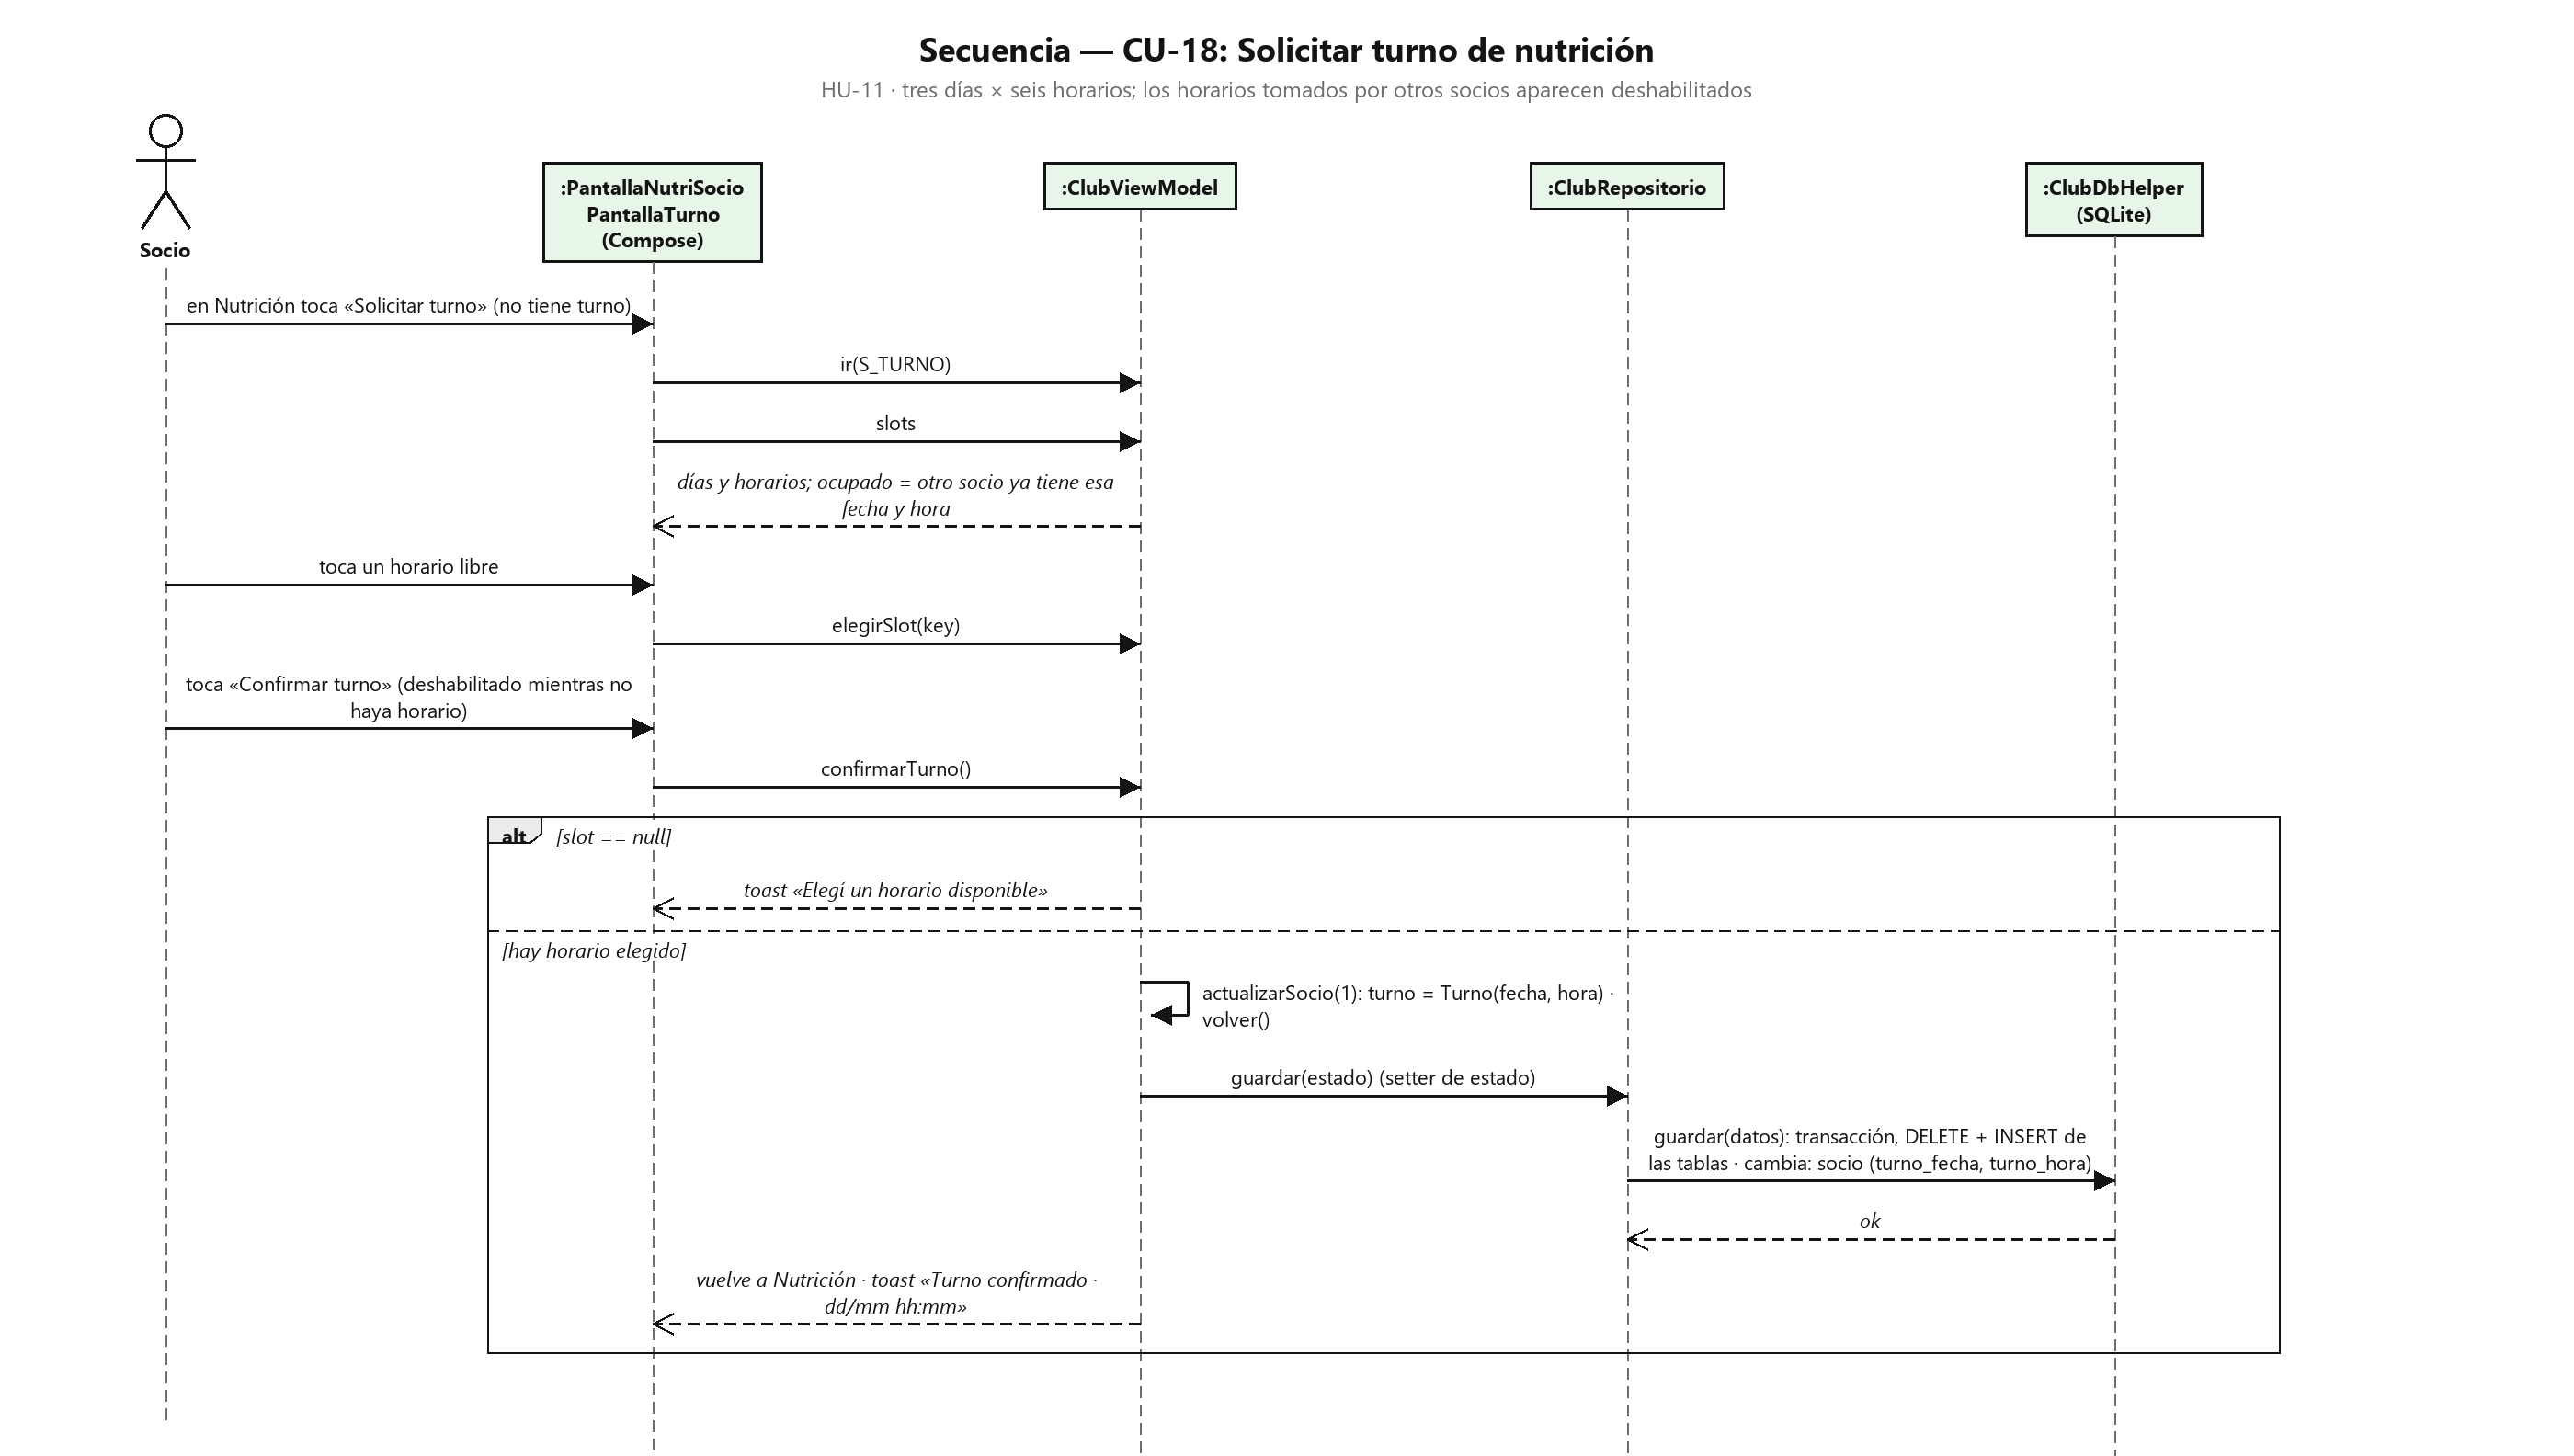 Secuencia — CU-18: Solicitar turno de nutrición
HU-11 · tres días × seis horarios; los horarios tomados por otros socios aparecen deshabilitados
Socio
:PantallaNutriSocio
PantallaTurno
(Compose)
:ClubViewModel
:ClubRepositorio
:ClubDbHelper
(SQLite)
en Nutrición toca «Solicitar turno» (no tiene turno)
ir(S_TURNO)
slots
días y horarios; ocupado = otro socio ya tiene esa
fecha y hora
toca un horario libre
elegirSlot(key)
toca «Confirmar turno» (deshabilitado mientras no
haya horario)
confirmarTurno()
alt [slot == null]
toast «Elegí un horario disponible»
[hay horario elegido]
actualizarSocio(1): turno = Turno(fecha, hora) ·
volver()
guardar(estado) (setter de estado)
guardar(datos): transacción, DELETE + INSERT de
las tablas · cambia: socio (turno_fecha, turno_hora)
ok
vuelve a Nutrición · toast «Turno confirmado ·
dd/mm hh:mm»